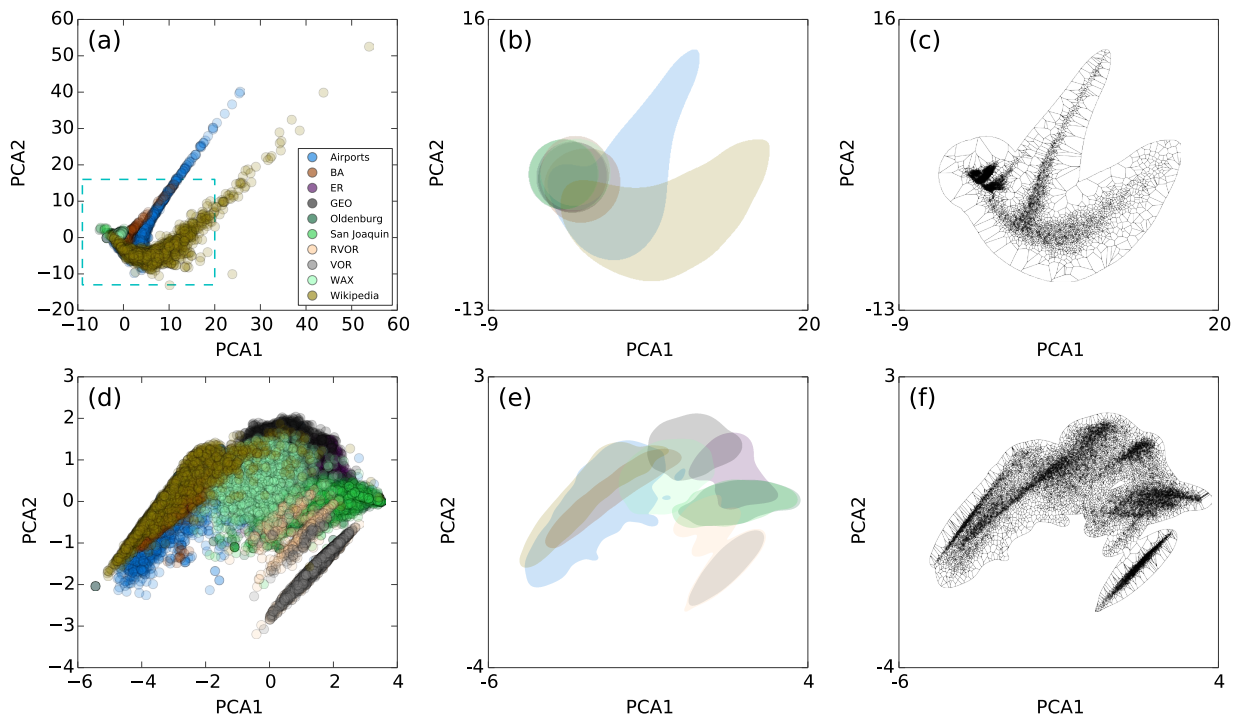 (a)
60
50
40
30
20
10
0
−10
−20
−10
0
10
20
30
40
50
60
PCA2
PCA1
Airports
BA
ER
GEO
Oldenburg
San Joaquin
RVOR
VOR
WAX
Wikipedia
(b)
16
-13
-9
20
PCA2
PCA1
(c)
16
-13
-9
20
PCA2
PCA1
(d)
3
2
1
0
−1
−2
−3
−4
−6
−4
−2
0
2
4
PCA2
PCA1
(e)
3
-4
-6
4
PCA2
PCA1
(f)
3
-4
-6
4
PCA2
PCA1